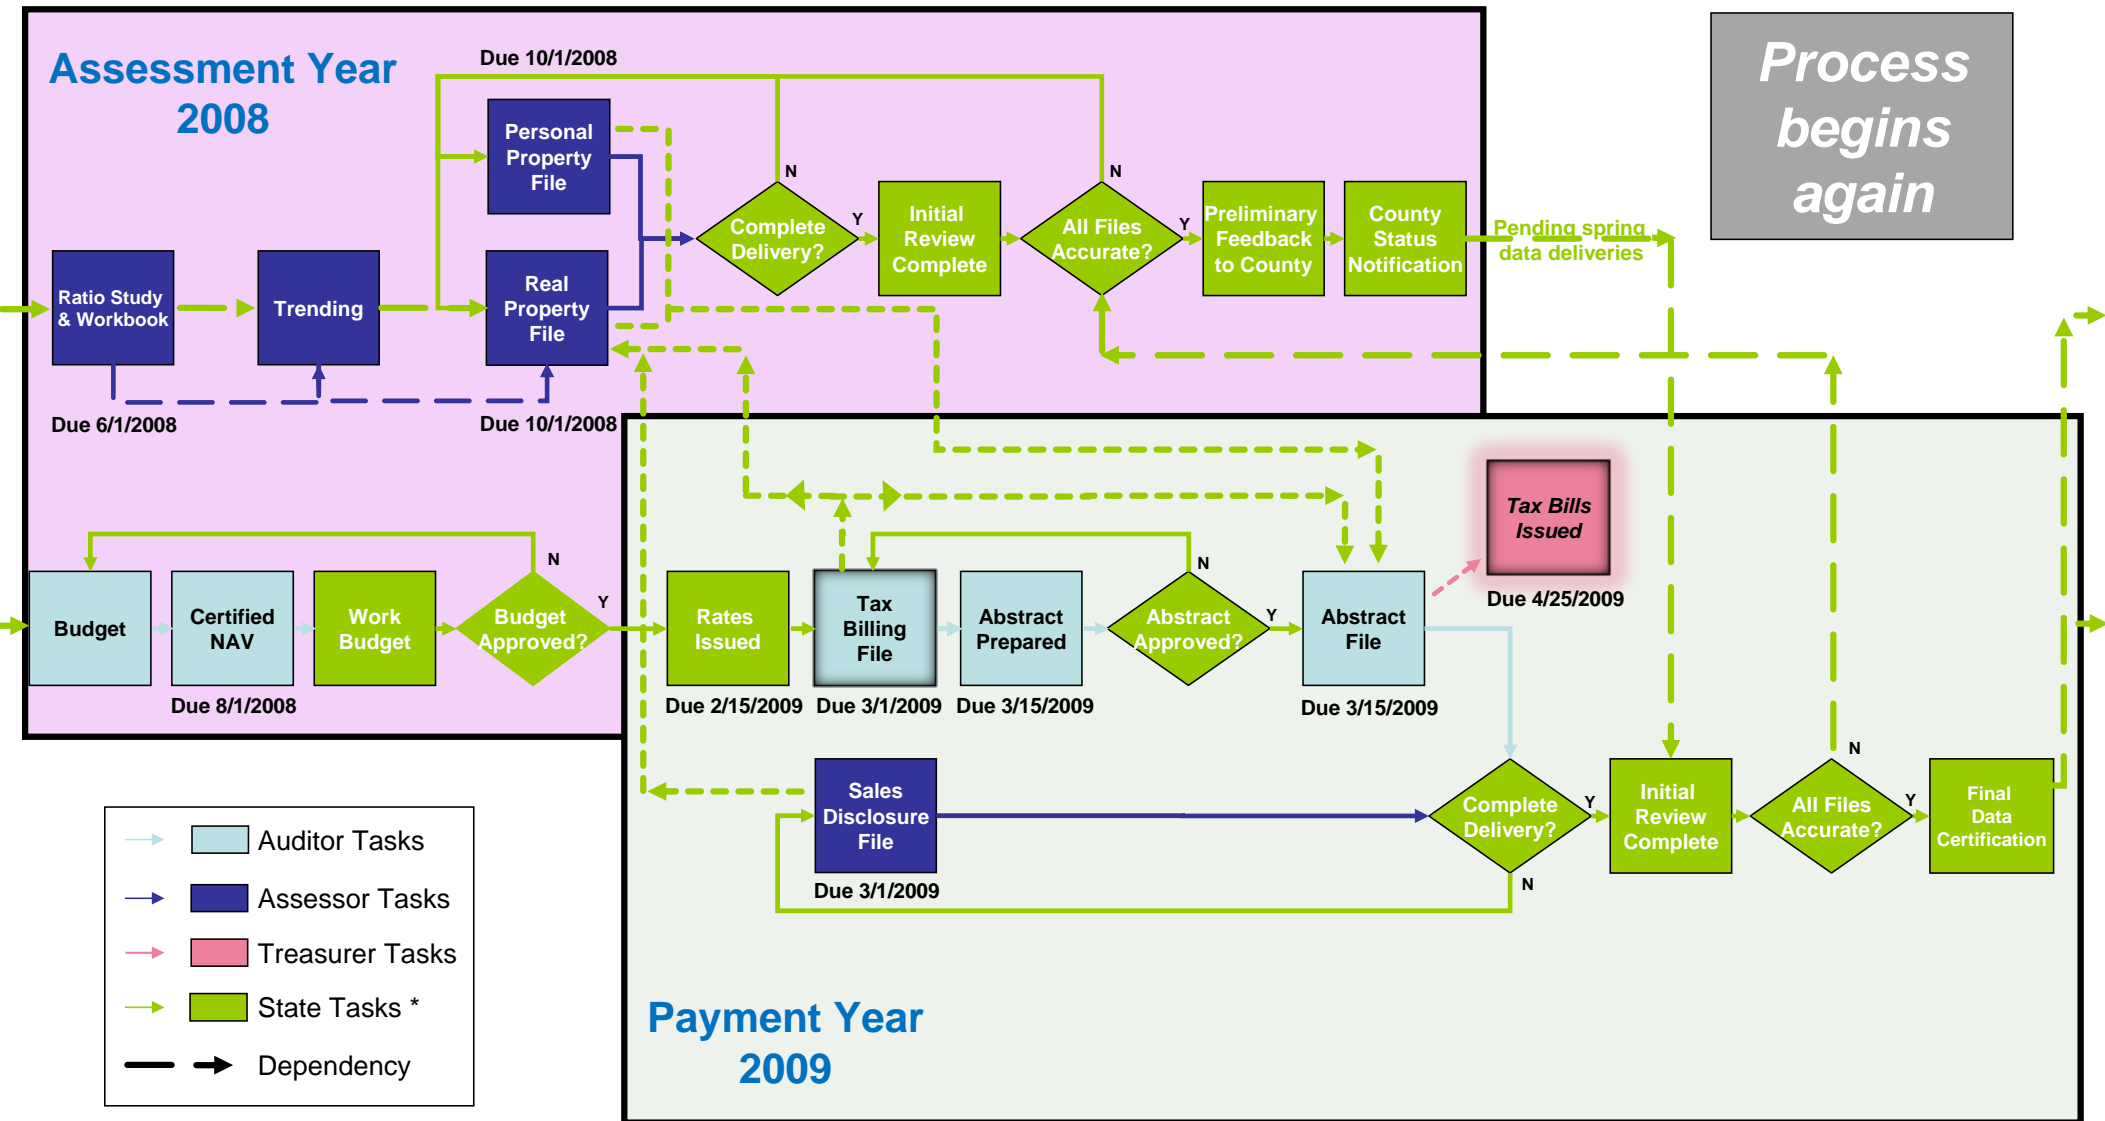 Assessment Year
2008
Due 10/1/2008
Process
begins
again
Personal
Property
File
N
N
Complete
Delivery?
Y
Initial
Review
Complete
All Files
Accurate?
Y
Preliminary
Feedback
to County
County
Status
Notification
Pending spring
data deliveries
Ratio Study
& Workbook
Trending
Real
Property
File
Due 6/1/2008
Due 10/1/2008
Tax Bills
Issued
Due 4/25/2009
Budget
Certified
NAV
Work
Budget
Budget
Approved?
N
Y
Rates
Issued
Tax
Billing
File
Abstract
Prepared
Abstract
Approved?
N
Y
Abstract
File
Due 8/1/2008
Due 2/15/2009
Due 3/1/2009
Due 3/15/2009
Due 3/15/2009
Sales
Disclosure
File
Due 3/1/2009
Complete
Delivery?
Y
N
Initial
Review
Complete
All Files
Accurate?
N
Y
Final
Data
Certification
Auditor Tasks
Assessor Tasks
Treasurer Tasks
State Tasks *
Dependency
Payment Year
2009